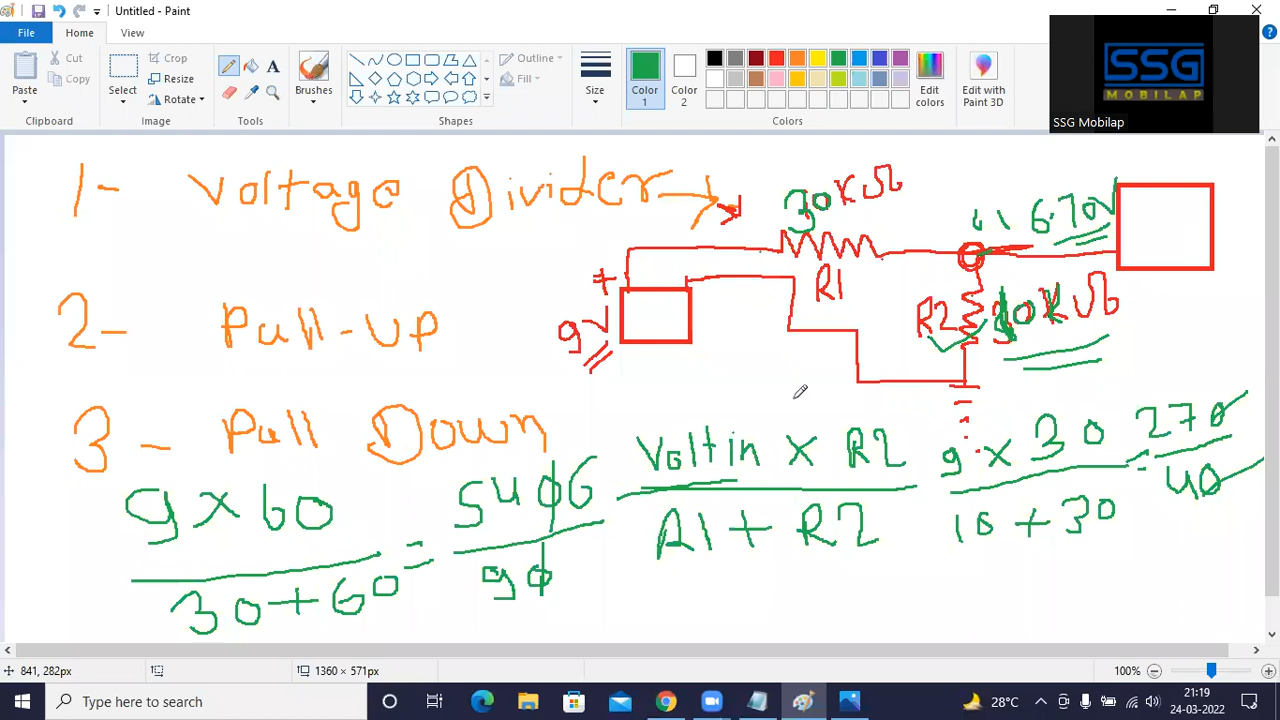 Untitled - Paint
File
Home
View
Paste
Cut
Copy
Clipboard
Select
Crop
Resize
Rotate
Image
Tools
Brushes
Shapes
Outline
Fill
Size
Color 1
Color 2
Colors
Edit colors
Edit with Paint 3D
SSG
MOBILAP
SSG Mobilap
1- Voltage Divider
30KΩ
6.70V
R1
+
9V
R2
2- Pull-UP
3- Pull Down
Voltin X R2
R1 + R2
9 X 30 = 270
10 + 30
40
9 X 60 = 540 6
30 + 60
90
841, 282px
1360 × 571px
100%
Type here to search
28°C
21:19
24-03-2022